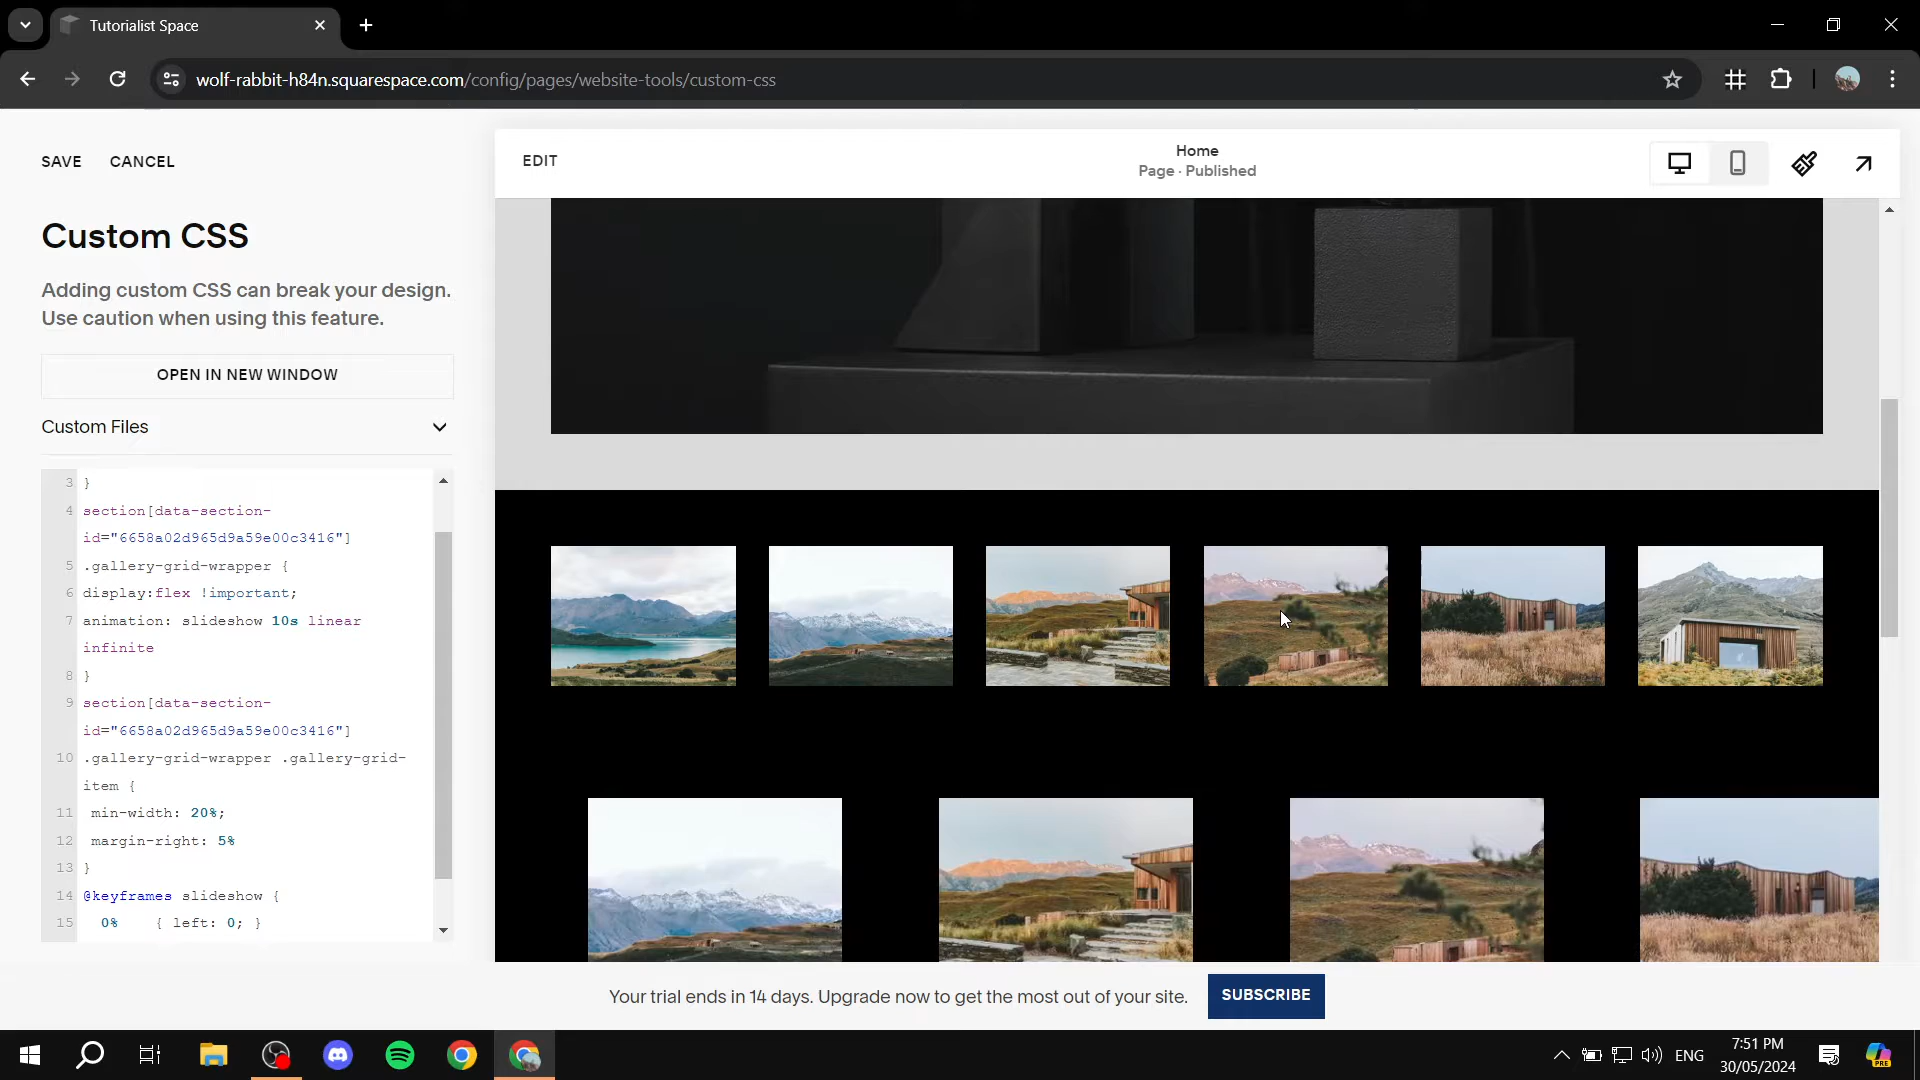 Tutorialist Space
wolf-rabbit-h84n.squarespace.com/config/pages/website-tools/custom-css
SAVE CANCEL
EDIT
Home
Page · Published
Custom CSS
Adding custom CSS can break your design.
Use caution when using this feature.
OPEN IN NEW WINDOW
Custom Files
3 }
4 section[data-section-
id="6658a02d965d9a59e00c3416"]
5 .gallery-grid-wrapper {
6 display:flex !important;
7 animation: slideshow 10s linear
infinite
8 }
9 section[data-section-
id="6658a02d965d9a59e00c3416"]
10 .gallery-grid-wrapper .gallery-grid-
item {
11 min-width: 20%;
12 margin-right: 5%
13 }
14 @keyframes slideshow {
15 0% { left: 0; }
Your trial ends in 14 days. Upgrade now to get the most out of your site.
SUBSCRIBE
ENG
7:51 PM
30/05/2024
PRE